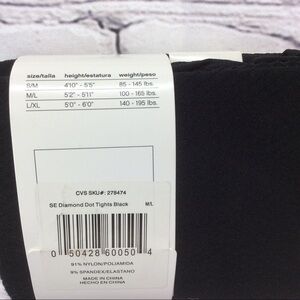 size/talla height/estatura weight/peso
S/M 4'10" - 5'5" 85 - 145 lbs.
M/L 5'2" - 5'11" 100 - 165 lbs.
L/XL 5'0" - 6'0" 140 - 195 lbs.
CVS SKU#: 278474
SE Diamond Dot Tights Black M/L
0 50428 60050 4
91% NYLON/POLIAMIDA
9% SPANDEX/ELASTANO
MADE IN CHINA
HECHO EN CHINA